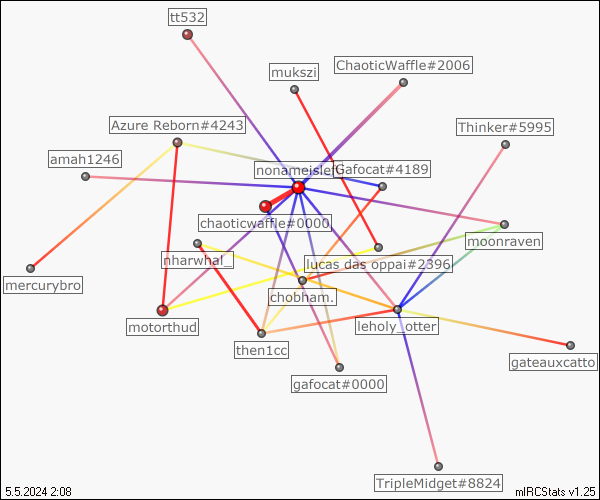 tt532
mukszi
ChaoticWaffle#2006
Azure Reborn#4243
Thinker#5995
amah1246
nonameisleft
Gafocat#4189
chaoticwaffle#0000
moonraven
nharwhal_
lucas das oppai#2396
mercurybro
chobham.
motorthud
leholy_otter
then1cc
gateauxcatto
gafocat#0000
TripleMidget#8824
5.5.2024 2:08
mIRCStats v1.25